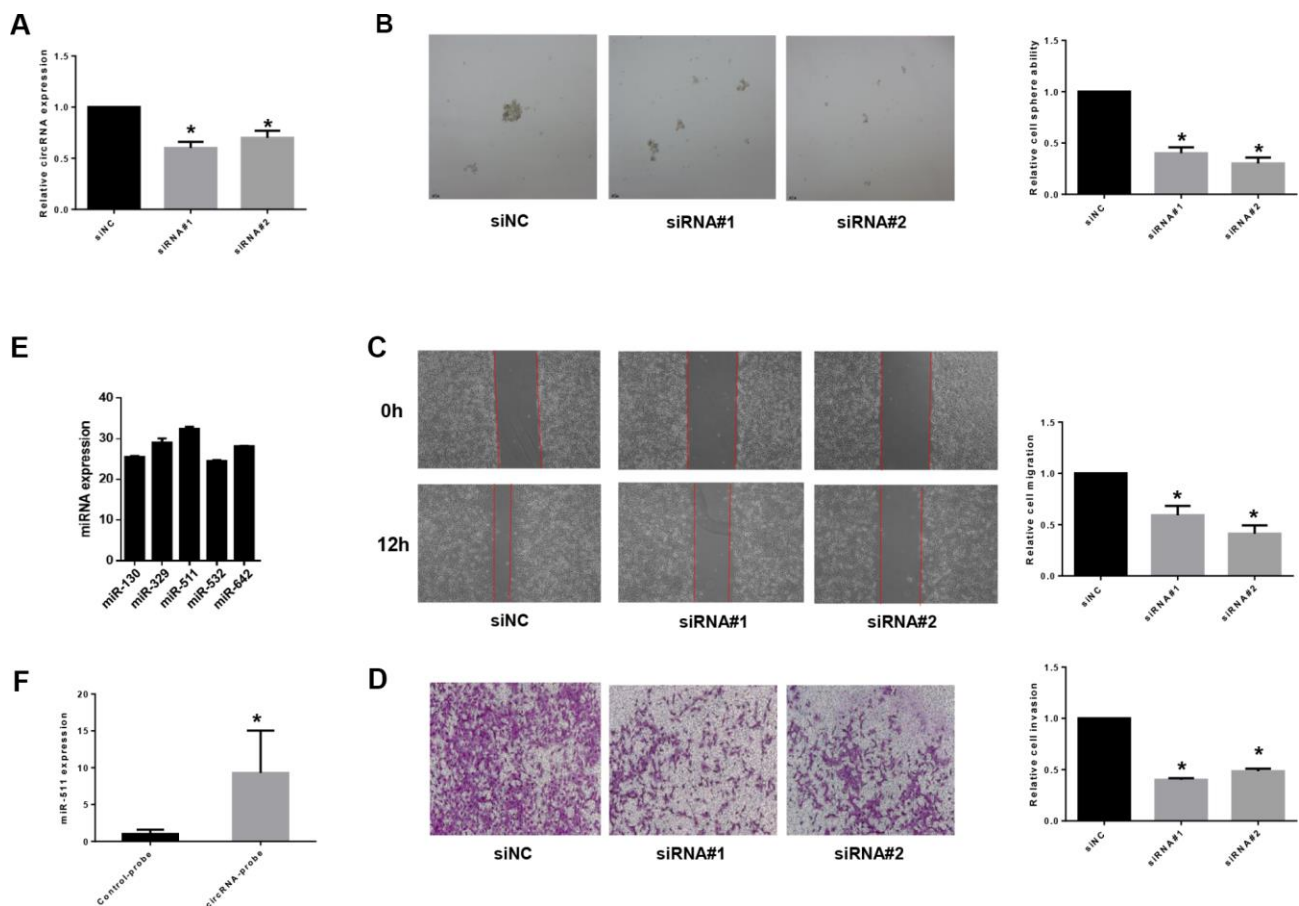 A
Relative circRNA expression
1.5
1.0
0.5
0.0
*
*
siNC
siRNA#1
siRNA#2
B
siNC
siRNA#1
siRNA#2
Relative cell sphere ability
1.5
1.0
0.5
0.0
*
*
siNC
siRNA#1
siRNA#2
E
miRNA expression
40
30
20
10
0
miR-130
miR-329
miR-511
miR-532
miR-642
C
0h
12h
siNC
siRNA#1
siRNA#2
Relative cell migration
1.5
1.0
0.5
0.0
*
*
siNC
siRNA#1
siRNA#2
F
miR-511 expression
20
15
10
5
0
*
Control-probe
circRNA-probe
D
siNC
siRNA#1
siRNA#2
Relative cell invasion
1.5
1.0
0.5
0.0
*
*
siNC
siRNA#1
siRNA#2